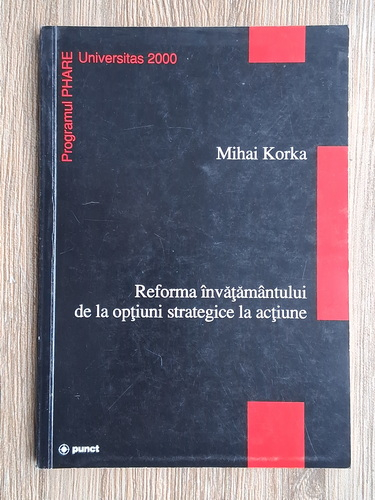 Programul PHARE
Universitas 2000
Mihai Korka
Reforma învăţământului
de la opţiuni strategice la acţiune
punct